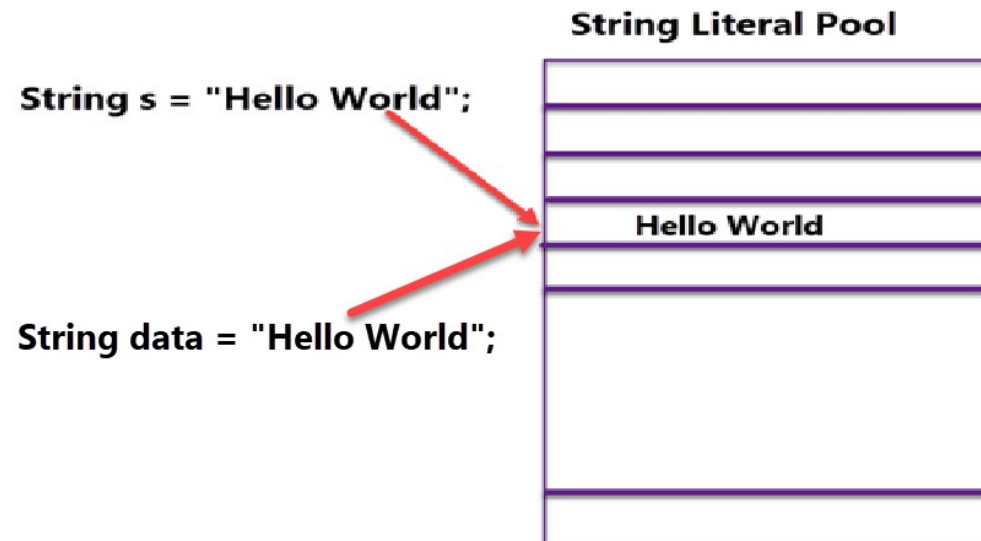 String Literal Pool
String s = "Hello World";
Hello World
String data = "Hello World";